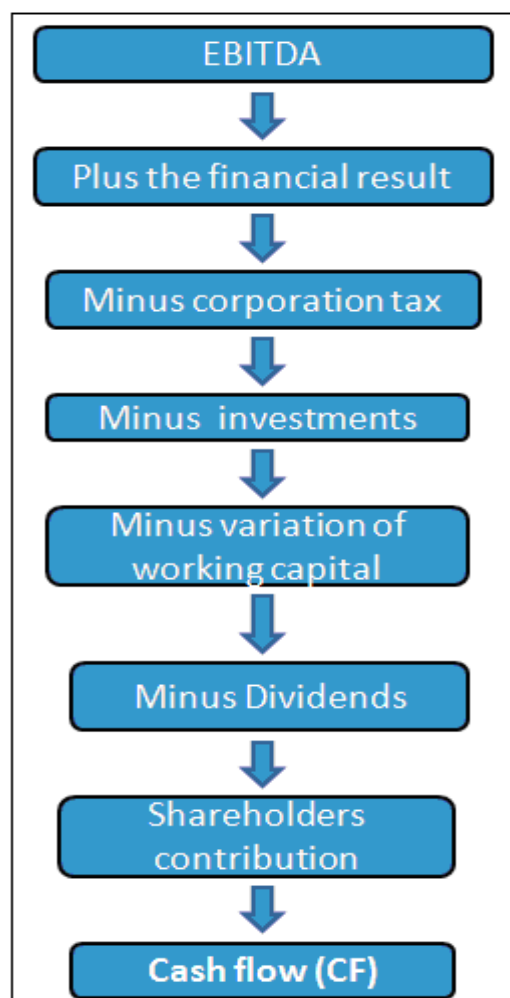 EBITDA
Plus the financial result
Minus corporation tax
Minus investments
Minus variation of
working capital
Minus Dividends
Shareholders
contribution
Cash flow (CF)